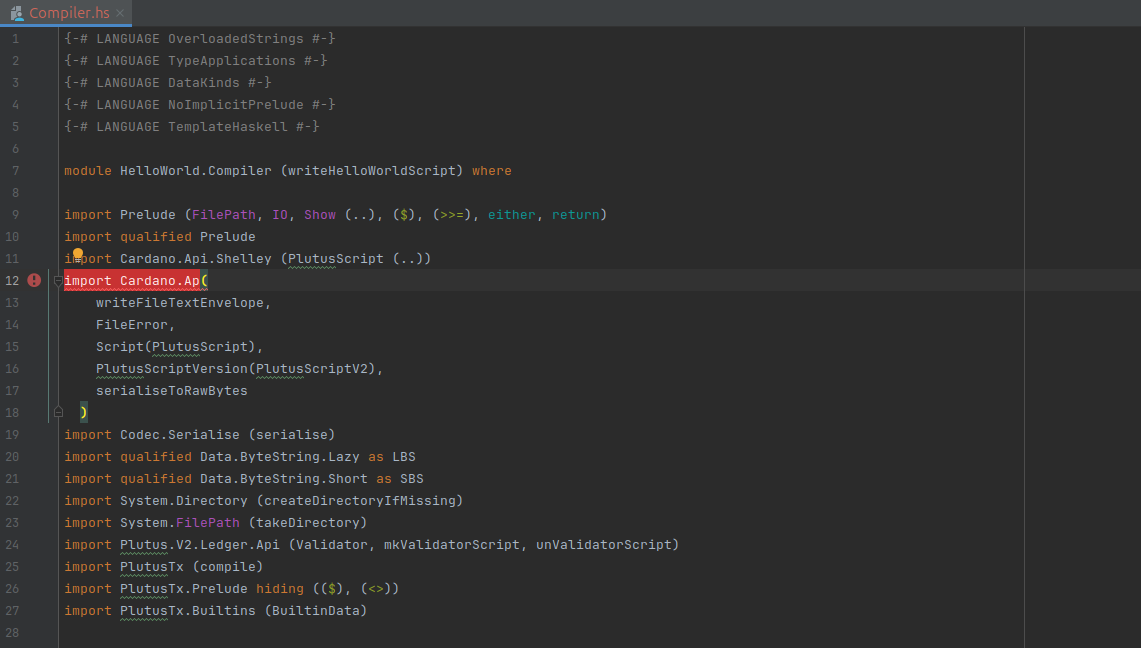 Compiler.hs
1 {-# LANGUAGE OverloadedStrings #-}
2 {-# LANGUAGE TypeApplications #-}
3 {-# LANGUAGE DataKinds #-}
4 {-# LANGUAGE NoImplicitPrelude #-}
5 {-# LANGUAGE TemplateHaskell #-}
6
7 module HelloWorld.Compiler (writeHelloWorldScript) where
8
9 import Prelude (FilePath, IO, Show (..), ($), (>>=), either, return)
10 import qualified Prelude
11 import Cardano.Api.Shelley (PlutusScript (..))
12 import Cardano.Ap(
13 writeFileTextEnvelope,
14 FileError,
15 Script(PlutusScript),
16 PlutusScriptVersion(PlutusScriptV2),
17 serialiseToRawBytes
18 )
19 import Codec.Serialise (serialise)
20 import qualified Data.ByteString.Lazy as LBS
21 import qualified Data.ByteString.Short as SBS
22 import System.Directory (createDirectoryIfMissing)
23 import System.FilePath (takeDirectory)
24 import Plutus.V2.Ledger.Api (Validator, mkValidatorScript, unValidatorScript)
25 import PlutusTx (compile)
26 import PlutusTx.Prelude hiding (($), (<>))
27 import PlutusTx.Builtins (BuiltinData)
28